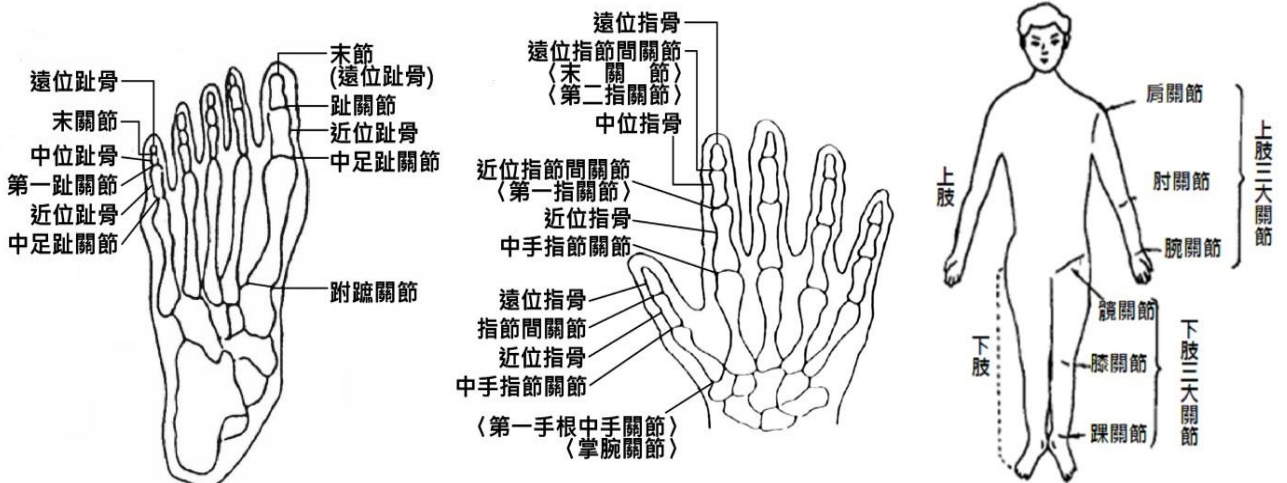 遠位趾骨
末關節
中位趾骨
第一趾關節
近位趾骨
中足趾關節
末節
(遠位趾骨)
趾關節
近位趾骨
中足趾關節
跗蹠關節
遠位指骨
遠位指節間關節
〈末 關 節〉
〈第二指關節〉
中位指骨
近位指節間關節
〈第一指關節〉
近位指骨
中手指節關節
遠位指骨
指節間關節
近位指骨
中手指節關節
〈第一手根中手關節〉
〈掌腕關節〉
上肢
下肢
肩關節
肘關節
腕關節
上肢三大關節
髖關節
膝關節
踝關節
下肢三大關節